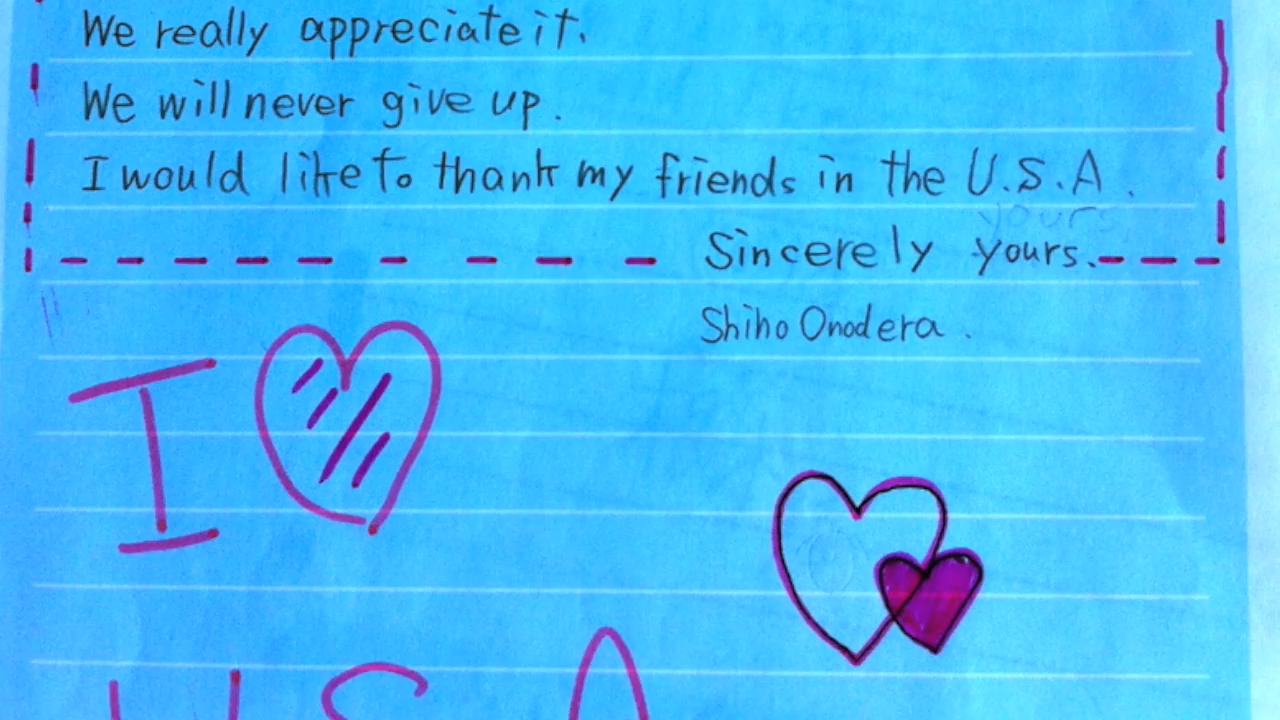 We really appreciate it.
We will never give up.
I would like to thank my friends in the U.S.A.
yours
Sincerely yours.
Shiho Onodera.
I
USA